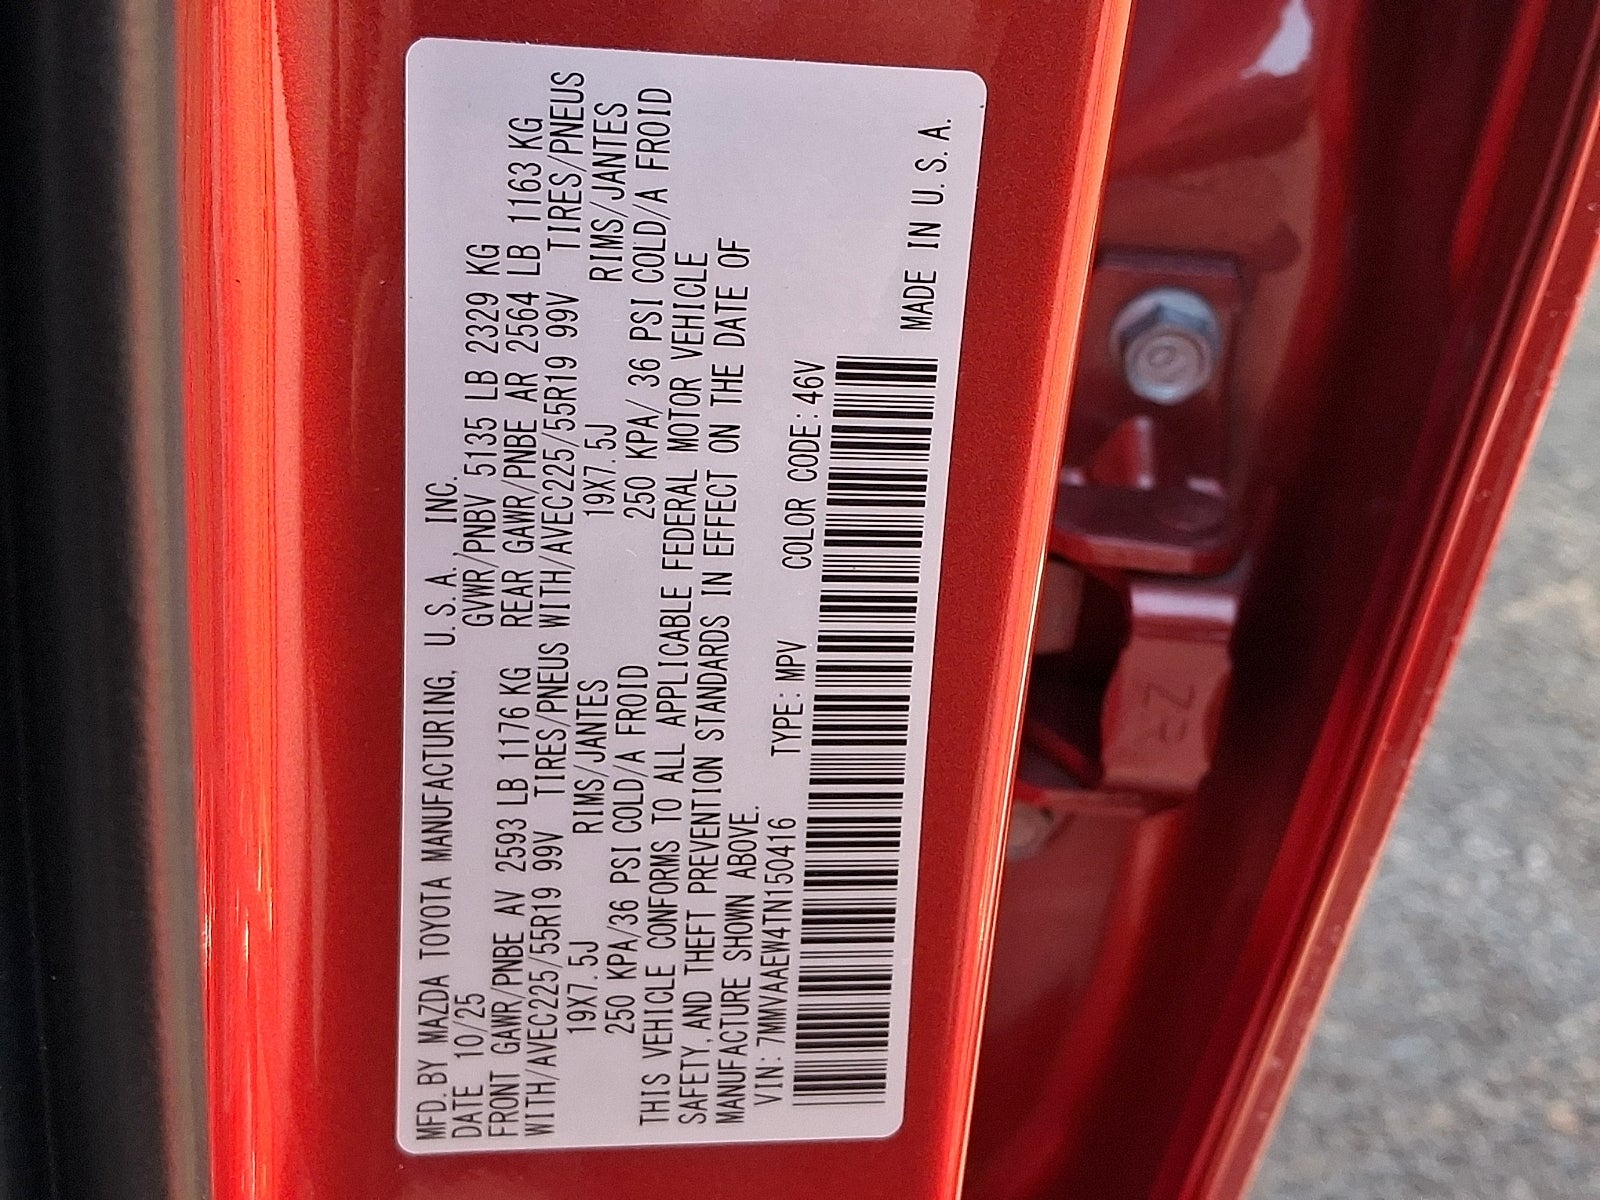 MFD. BY MAZDA TOYOTA MANUFACTURING, U.S.A., INC.
DATE 10/25 GVWR/PNBV 5135 LB 2329 KG
FRONT GAWR/PNBE AV 2593 LB 1176 KG REAR GAWR/PNBE AR 2564 LB 1163 KG
WITH/AVEC225/55R19 99V TIRES/PNEUS WITH/AVEC225/55R19 99V TIRES/PNEUS
19X7.5J RIMS/JANTES 19X7.5J RIMS/JANTES
250 KPA/36 PSI COLD/A FROID 250 KPA/ 36 PSI COLD/A FROID
THIS VEHICLE CONFORMS TO ALL APPLICABLE FEDERAL MOTOR VEHICLE
SAFETY, AND THEFT PREVENTION STANDARDS IN EFFECT ON THE DATE OF
MANUFACTURE SHOWN ABOVE.
VIN: 7MMVAAEW4TN150416 TYPE: MPV COLOR CODE: 46V
MADE IN U.S.A.
2R